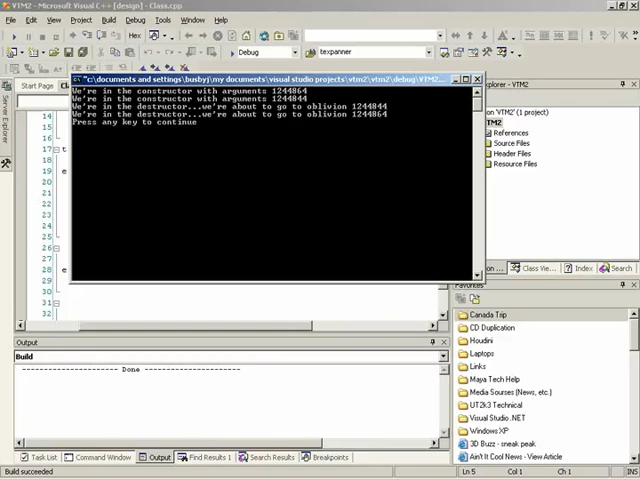 VTM2 - Microsoft Visual C++ [design] - Class.cpp
File Edit View Project Build Debug Tools Window Help
Hex
Debug
texpanner
"c:\documents and settings\busbyj\my documents\visual studio projects\vtm2\vtm2\debug\VTM2...
Start Page
We're in the constructor with arguments 1244864
We're in the constructor with arguments 1244844
We're in the destructor...we're about to go to oblivion 1244844
We're in the destructor...we're about to go to oblivion 1244864
Press any key to continue
Server Explorer
14
15
16
17
18
19
20
21
22
23
24
25
26
27
28
29
30
31
32
xplorer - VTM2
'VTM2' (1 project)
VTM2
References
Source Files
Header Files
Resource Files
Class Vie...
Index
Search
Favorites
Canada Trip
CD Duplication
Houdini
Laptops
Links
Maya Tech Help
Media Sourses (News, etc.)
UT2k3 Technical
Visual Studio .NET
Windows XP
3D Buzz - sneak peak
Ain't It Cool News - View Article
Output
Build
---------------------- Done ----------------------
Task List
Command Window
Output
Find Results 1
Search Results
Breakpoints
Build succeeded
Ln 5
Col 1
Ch 1
INS